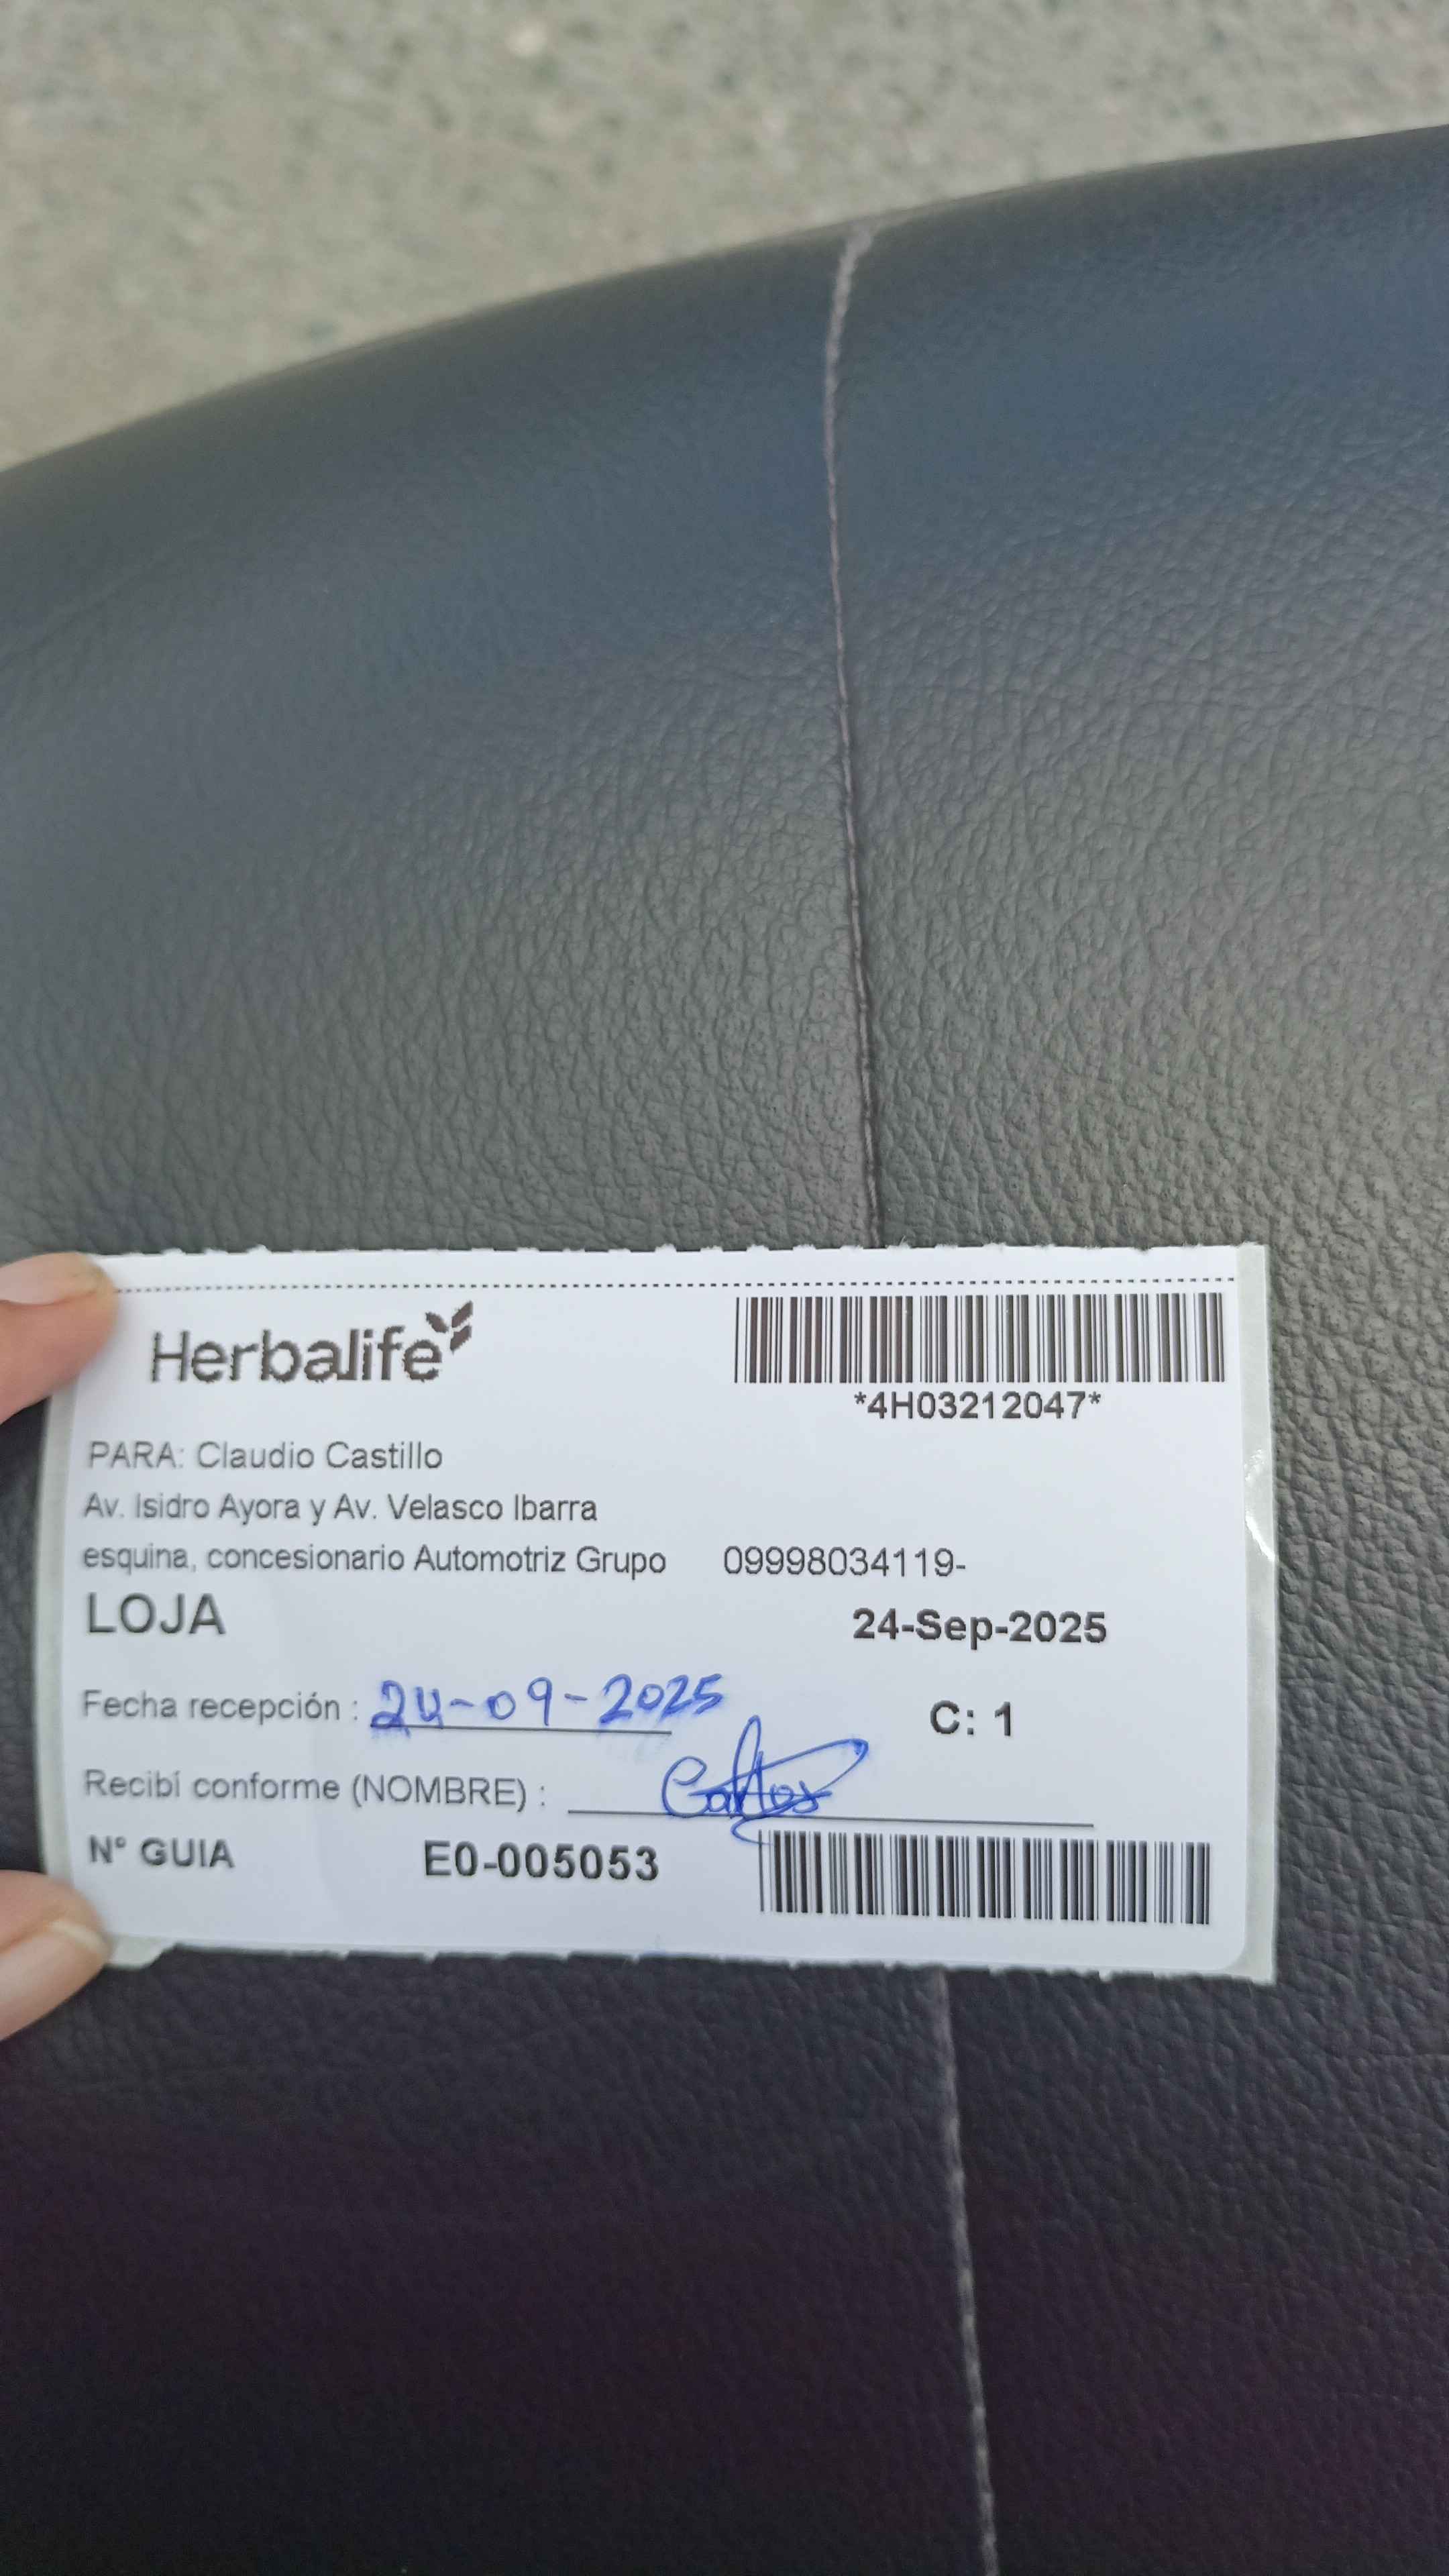 Herbalife
*4H03212047*
PARA: Claudio Castillo
Av. Isidro Ayora y Av. Velasco Ibarra
esquina, concesionario Automotriz Grupo 09998034119-
LOJA 24-Sep-2025
Fecha recepción : 24-09-2025 C: 1
Recibí conforme (NOMBRE) :
N° GUIA E0-005053